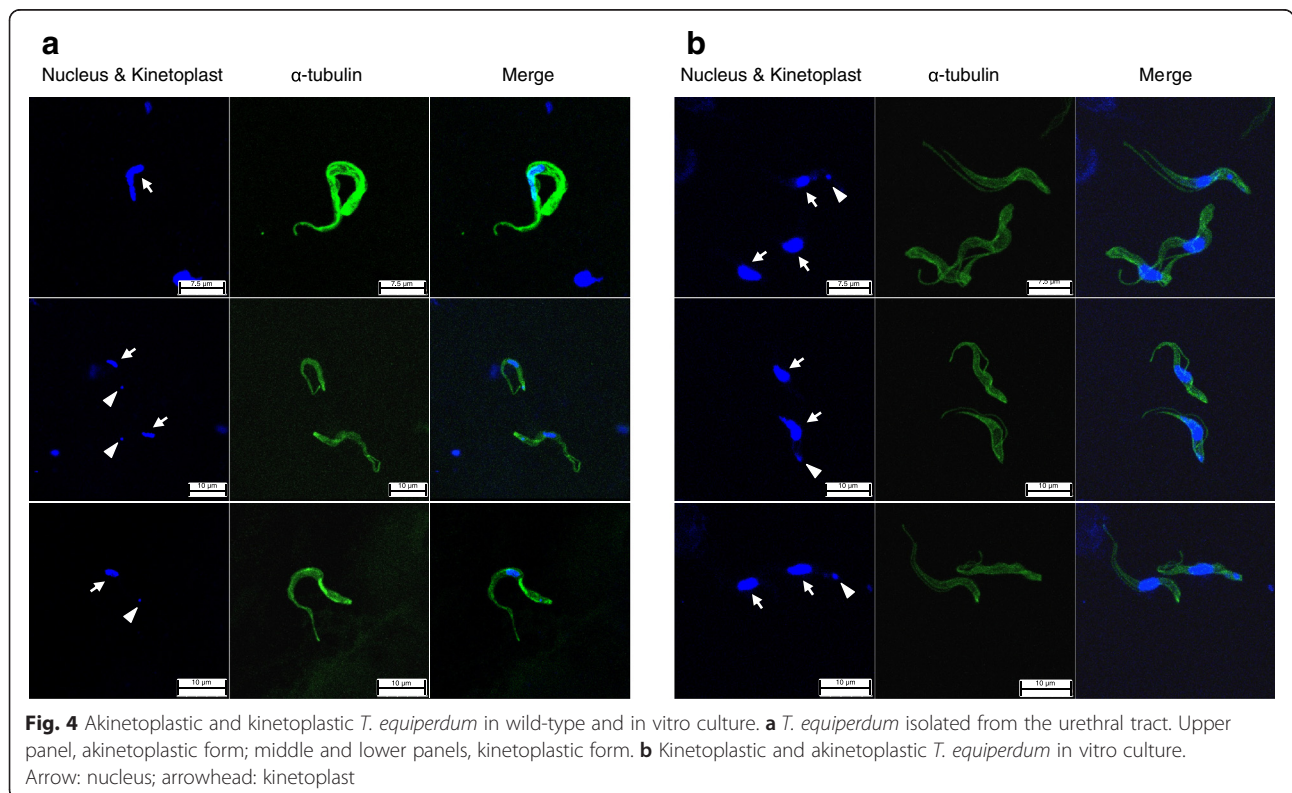 a
b
Nucleus & Kinetoplast α-tubulin Merge
Nucleus & Kinetoplast α-tubulin Merge
7.5 µm
7.5 µm
7.5 µm
7.5 µm
10 µm
10 µm
10 µm
10 µm
10 µm
10 µm
10 µm
10 µm
Fig. 4 Akinetoplastic and kinetoplastic T. equiperdum in wild-type and in vitro culture. a T. equiperdum isolated from the urethral tract. Upper
panel, akinetoplastic form; middle and lower panels, kinetoplastic form. b Kinetoplastic and akinetoplastic T. equiperdum in vitro culture.
Arrow: nucleus; arrowhead: kinetoplast